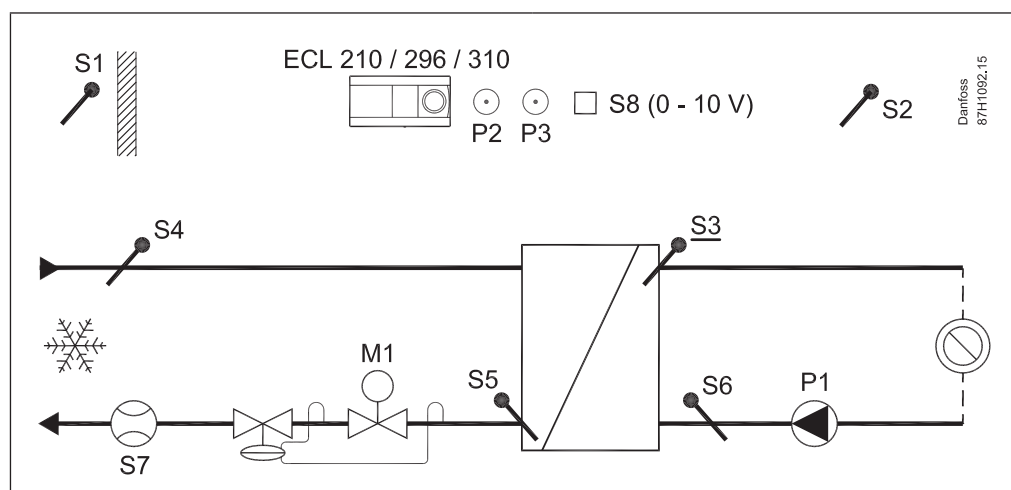 S1
ECL 210 / 296 / 310
P2
P3
S8 (0 - 10 V)
S2
Danfoss
87H1092.15
S4
S3
M1
S5
S6
P1
S7